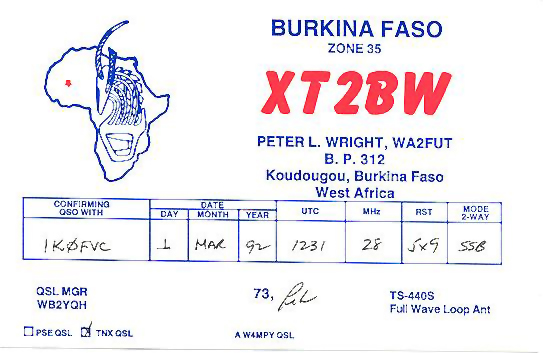 BURKINA FASO
ZONE 35
XT2BW
PETER L. WRIGHT, WA2FUT
B. P. 312
Koudougou, Burkina Faso
West Africa
CONFIRMING QSO WITH DATE DAY MONTH YEAR UTC MHz RST MODE 2-WAY
IKØFVC 1 MAR 92 1231 28 5x9 SSB
QSL MGR 73, TS-440S
WB2YQH Full Wave Loop Ant
PSE QSL TNX QSL A W4MPY QSL